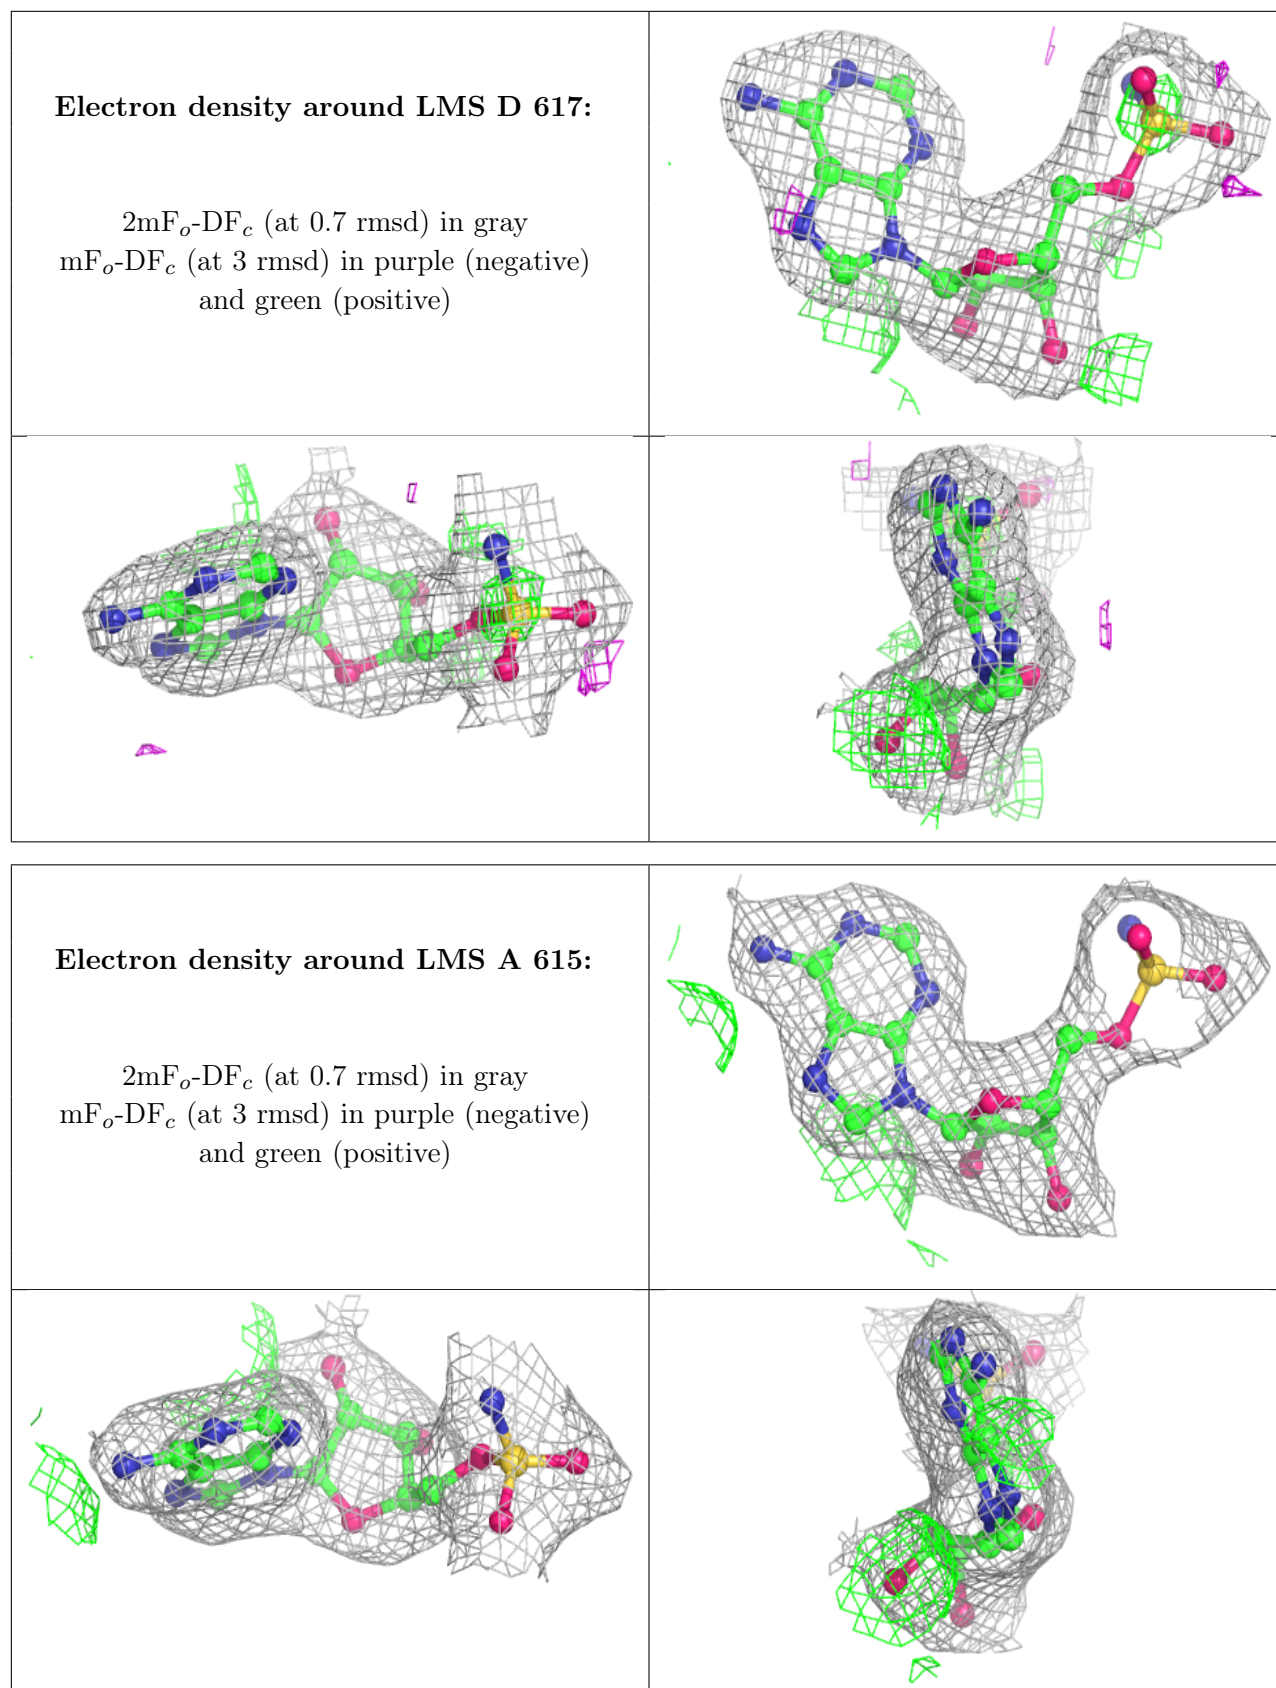 Electron density around LMS D 617:
2mFo-DFc (at 0.7 rmsd) in gray
mFo-DFc (at 3 rmsd) in purple (negative)
and green (positive)
Electron density around LMS A 615:
2mFo-DFc (at 0.7 rmsd) in gray
mFo-DFc (at 3 rmsd) in purple (negative)
and green (positive)